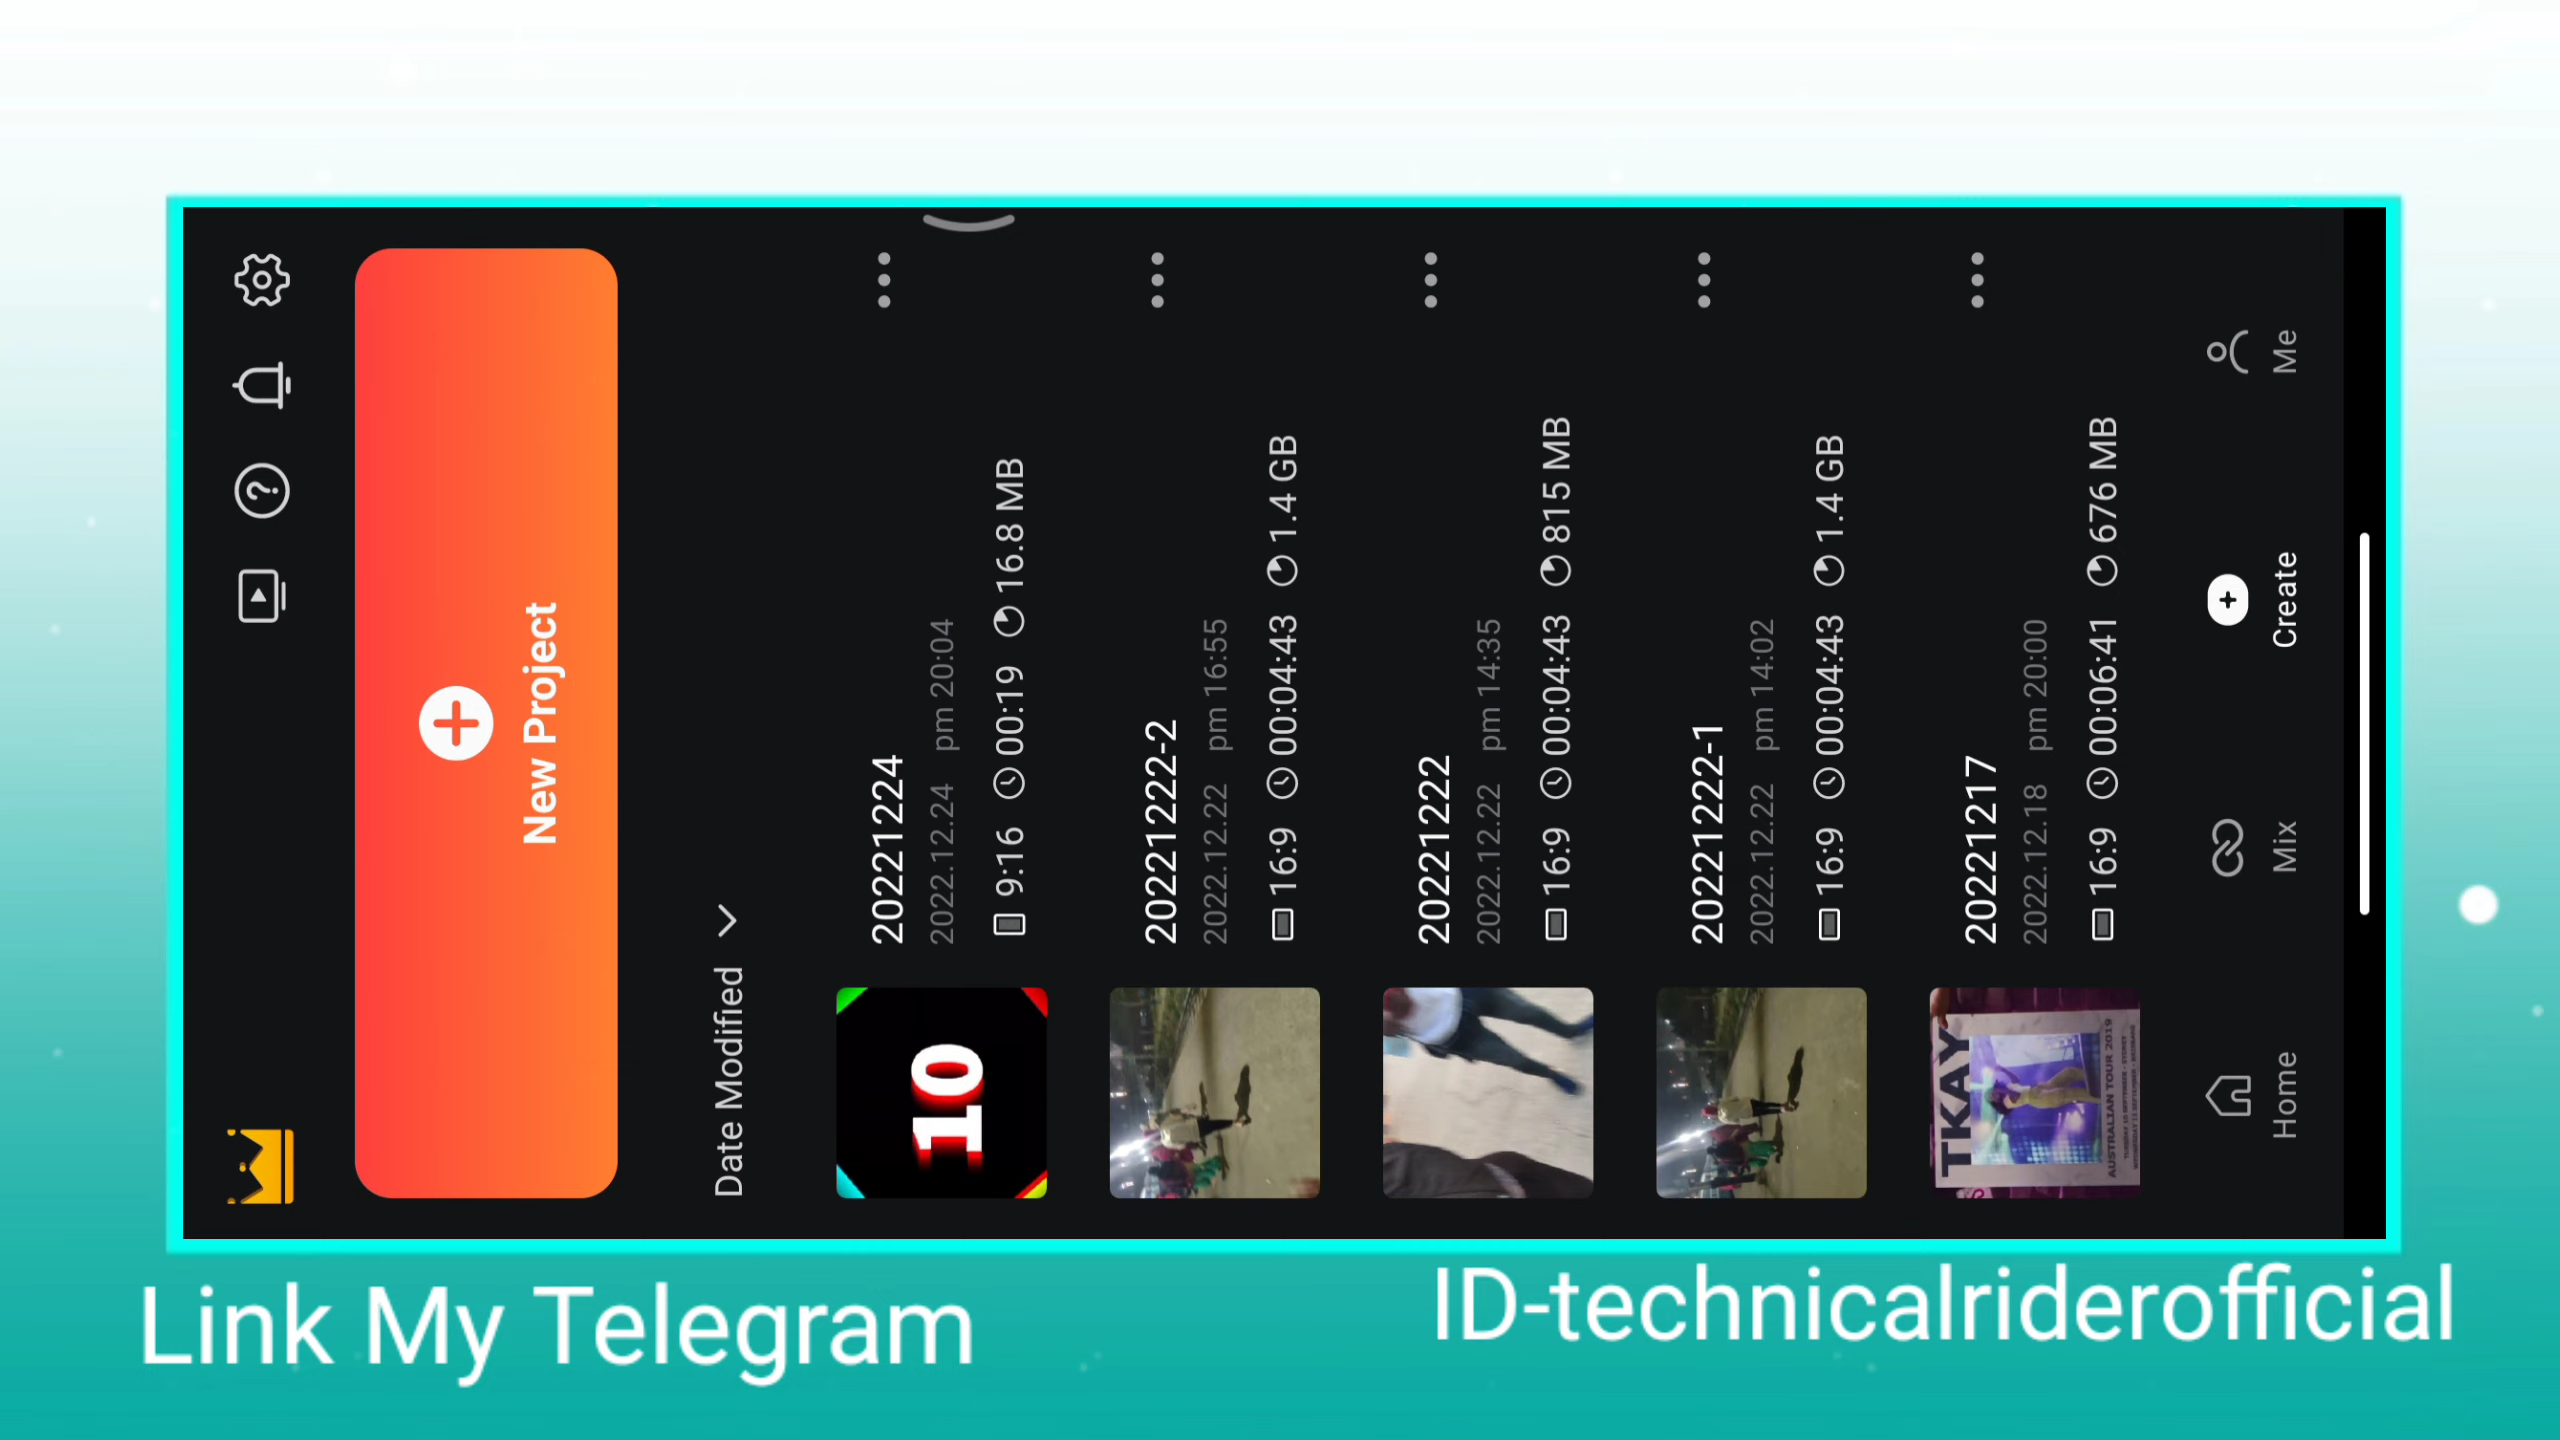 New Project
Date Modified
10
20221224
2022.12.24 pm 20:04
9:16 00:19 16.8 MB
20221222-2
2022.12.22 pm 16:55
16:9 00:04:43 1.4 GB
20221222
2022.12.22 pm 14:35
16:9 00:04:43 815 MB
20221222-1
2022.12.22 pm 14:02
16:9 00:04:43 1.4 GB
TKAY
AUSTRALIAN TOUR 2019
20221217
2022.12.18 pm 20:00
16:9 00:06:41 676 MB
Home
Mix
Create
Me
Link My Telegram
ID-technicalriderofficial